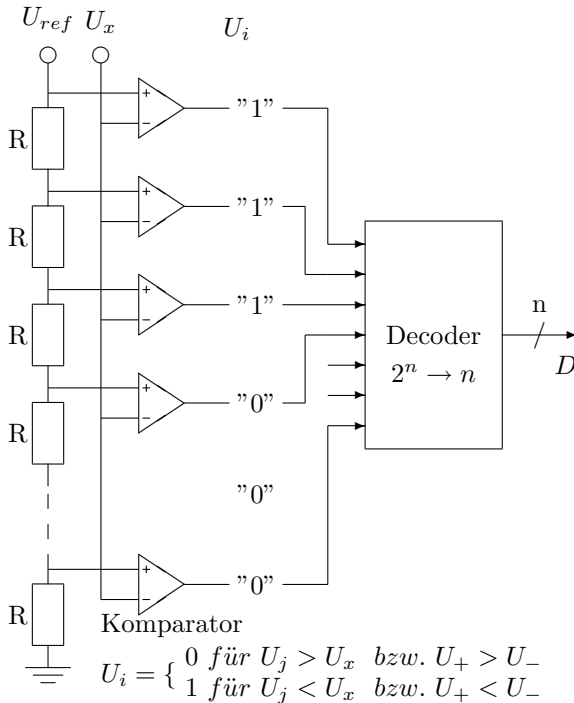 U_ref U_x U_i
+
−
R
"1"
+
−
R
"1"
+
−
R
"1"
n
Decoder
2^n → n
D
+
−
R
"0"
"0"
+
−
R
"0"
Komparator
U_i = { 0 für U_j > U_x bzw. U_+ > U_−
1 für U_j < U_x bzw. U_+ < U_−